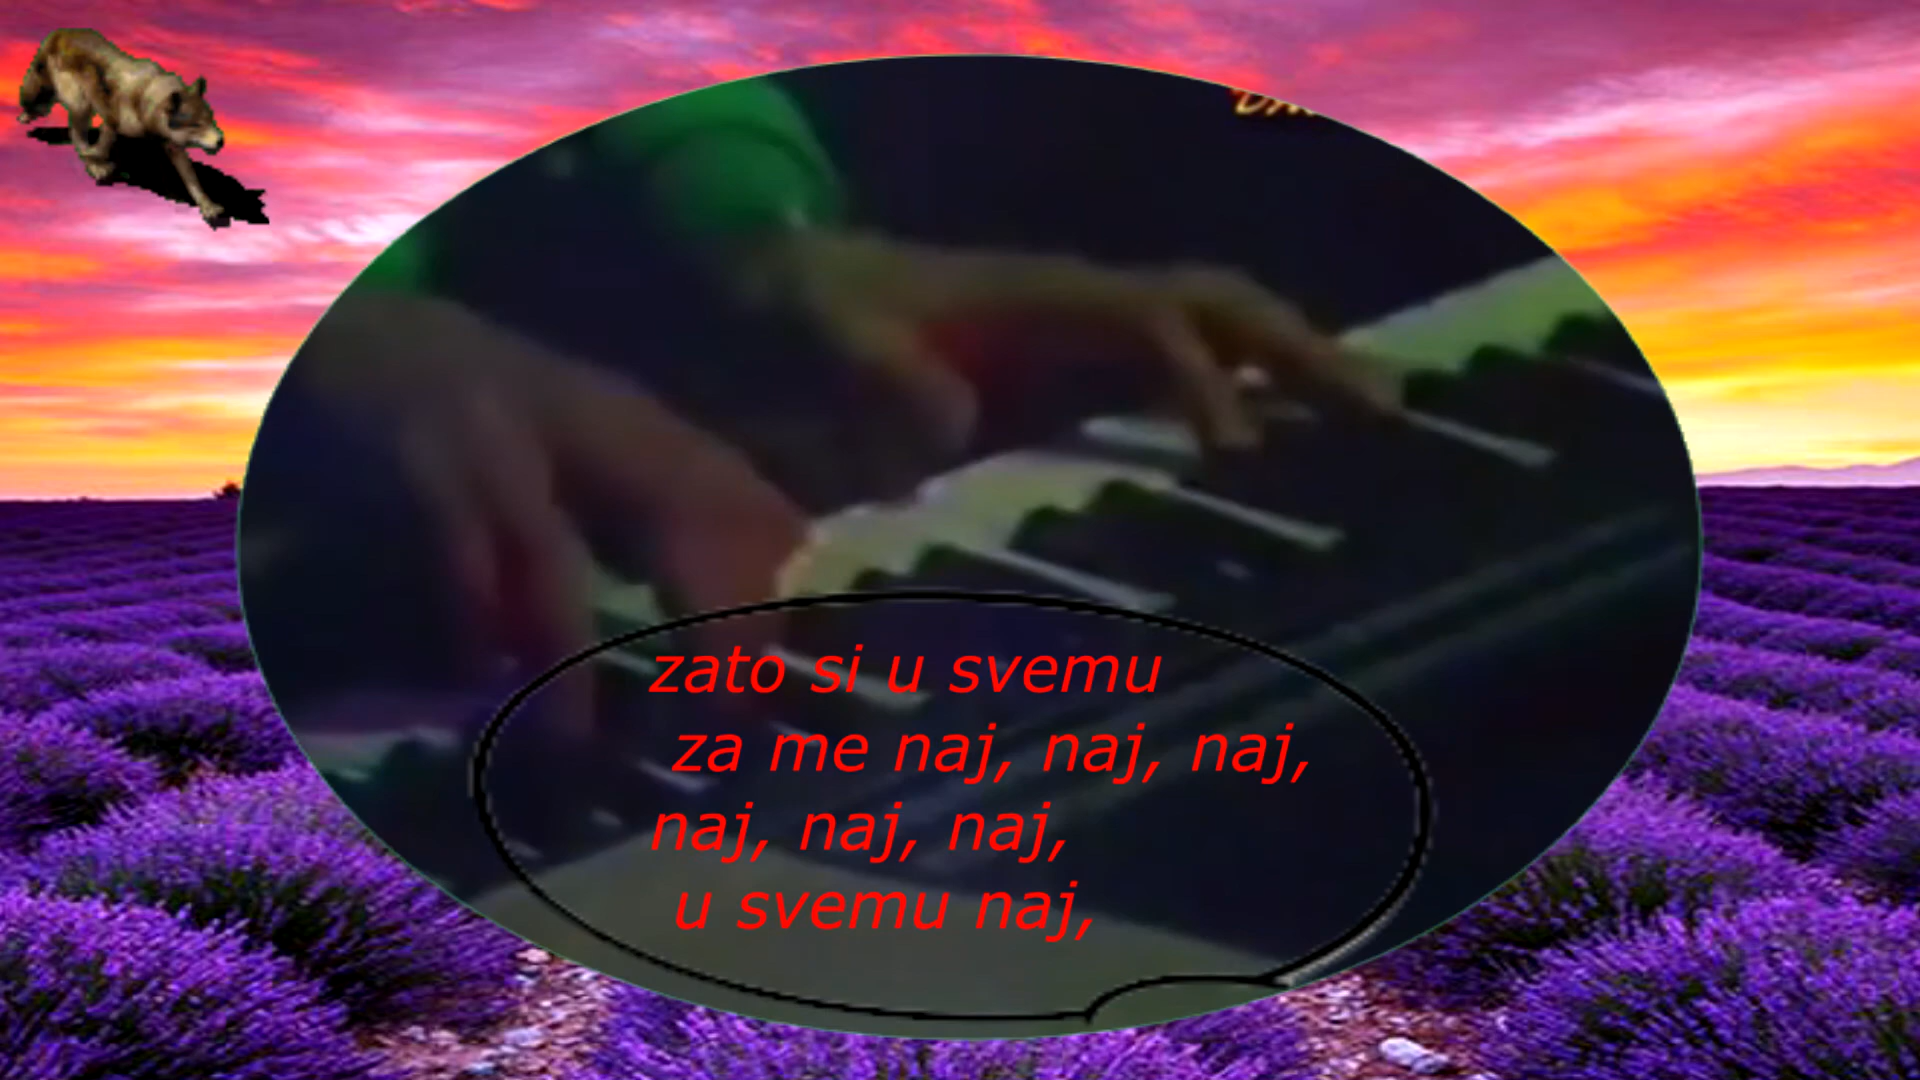 zato si u svemu
za me naj, naj, naj,
naj, naj, naj,
u svemu naj,